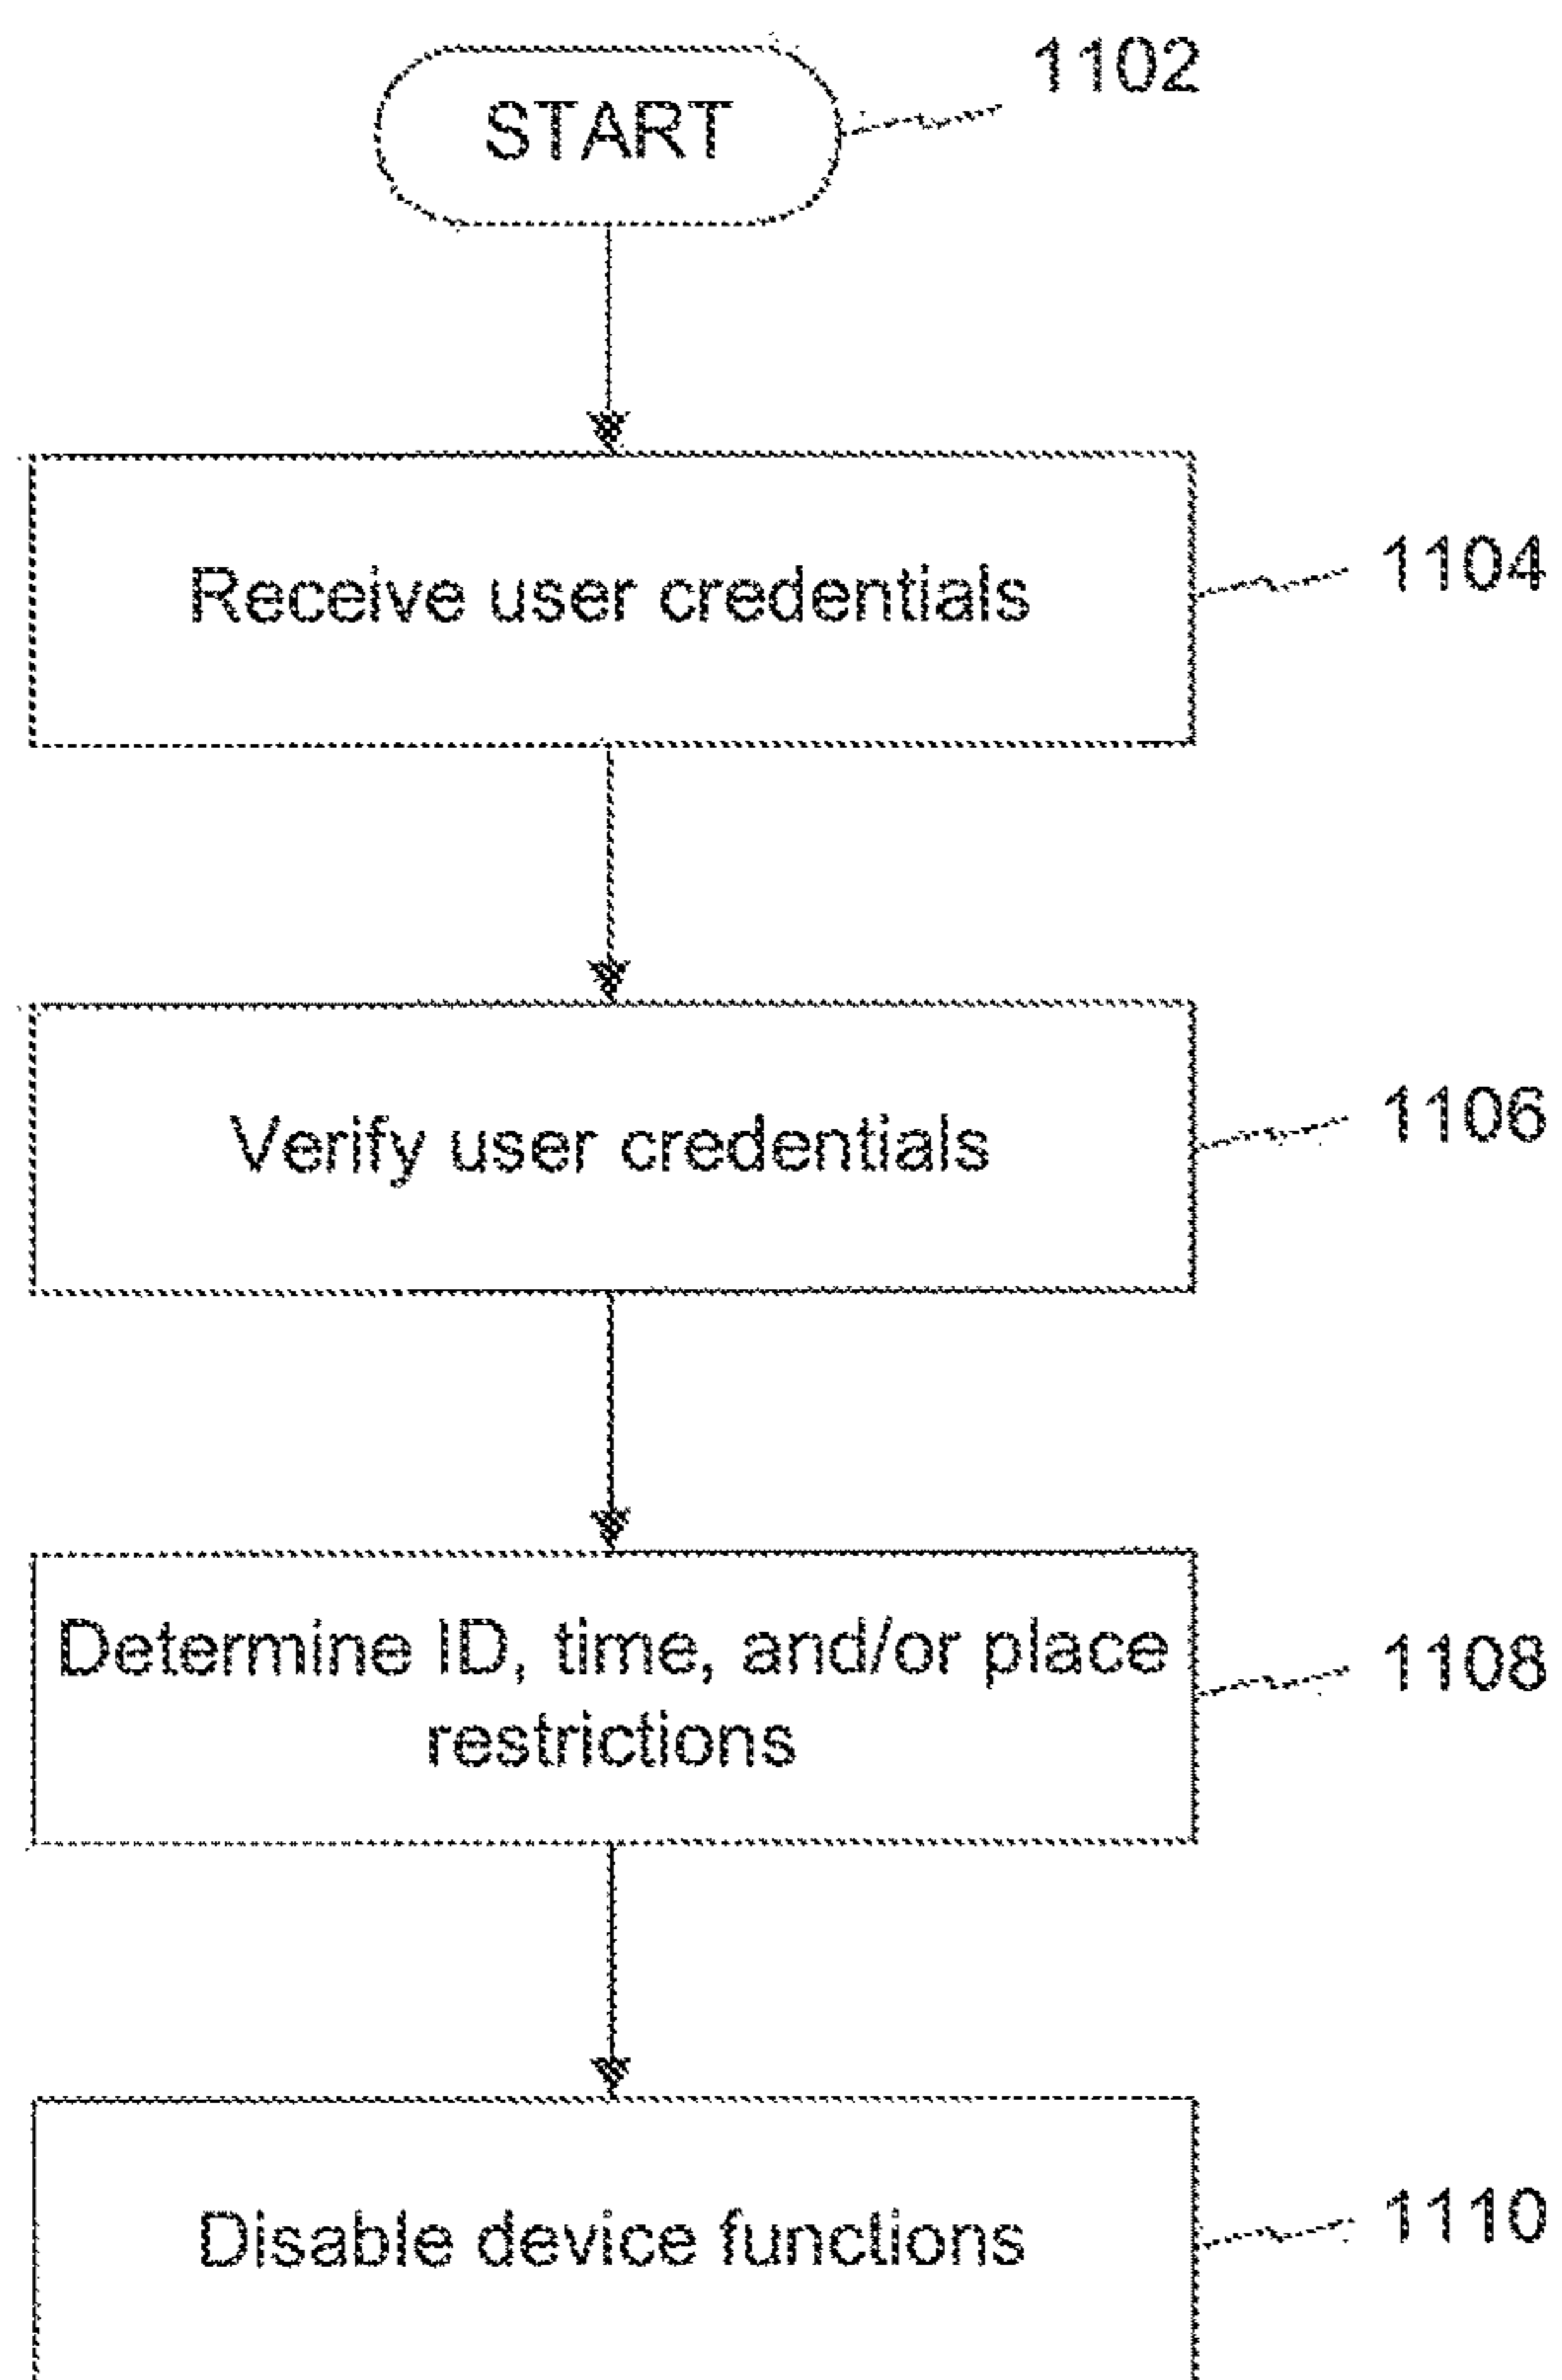 START
1102
Receive user credentials
1104
Verify user credentials
1106
Determine ID, time, and/or place
restrictions
1108
Disable device functions
1110